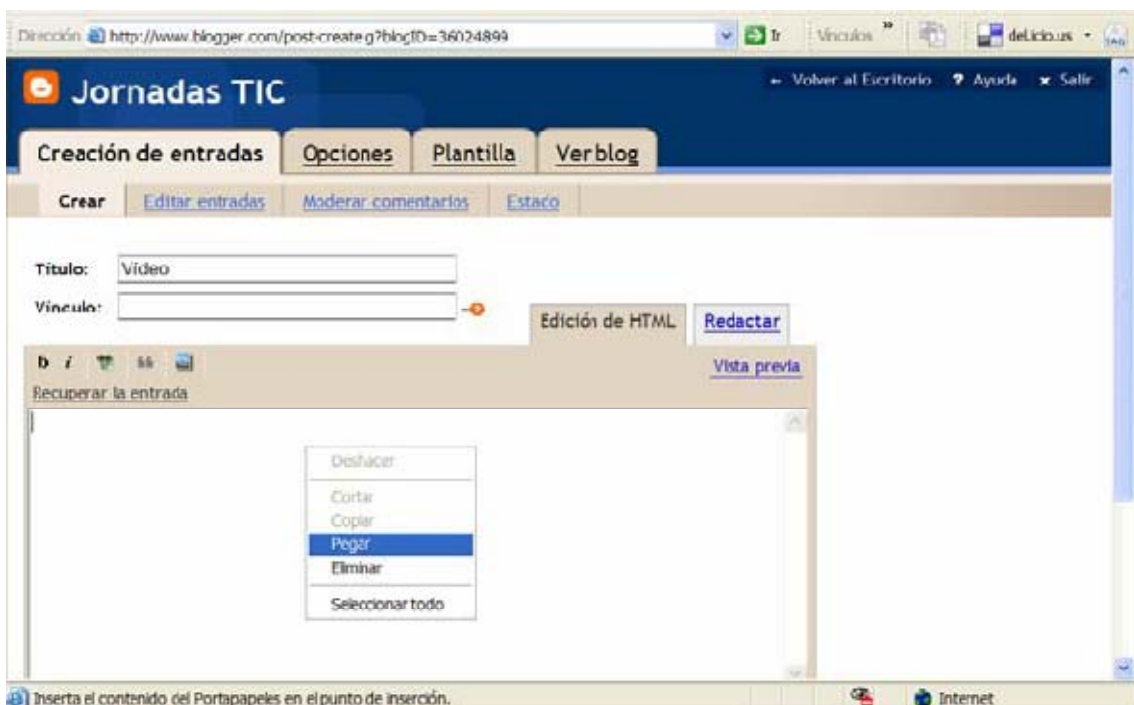 Dirección http://www.blogger.com/post-create.g?blogID=36024899 Ir Vínculos » del.icio.us
Jornadas TIC
← Volver al Escritorio ? Ayuda × Salir
Creación de entradas Opciones Plantilla Ver blog
Crear Editar entradas Moderar comentarios Estado
Título: Vídeo
Vínculo:
Edición de HTML Redactar
b i
Vista previa
Recuperar la entrada
Deshacer
Cortar
Copiar
Pegar
Eliminar
Seleccionar todo
Inserta el contenido del Portapapeles en el punto de inserción. Internet